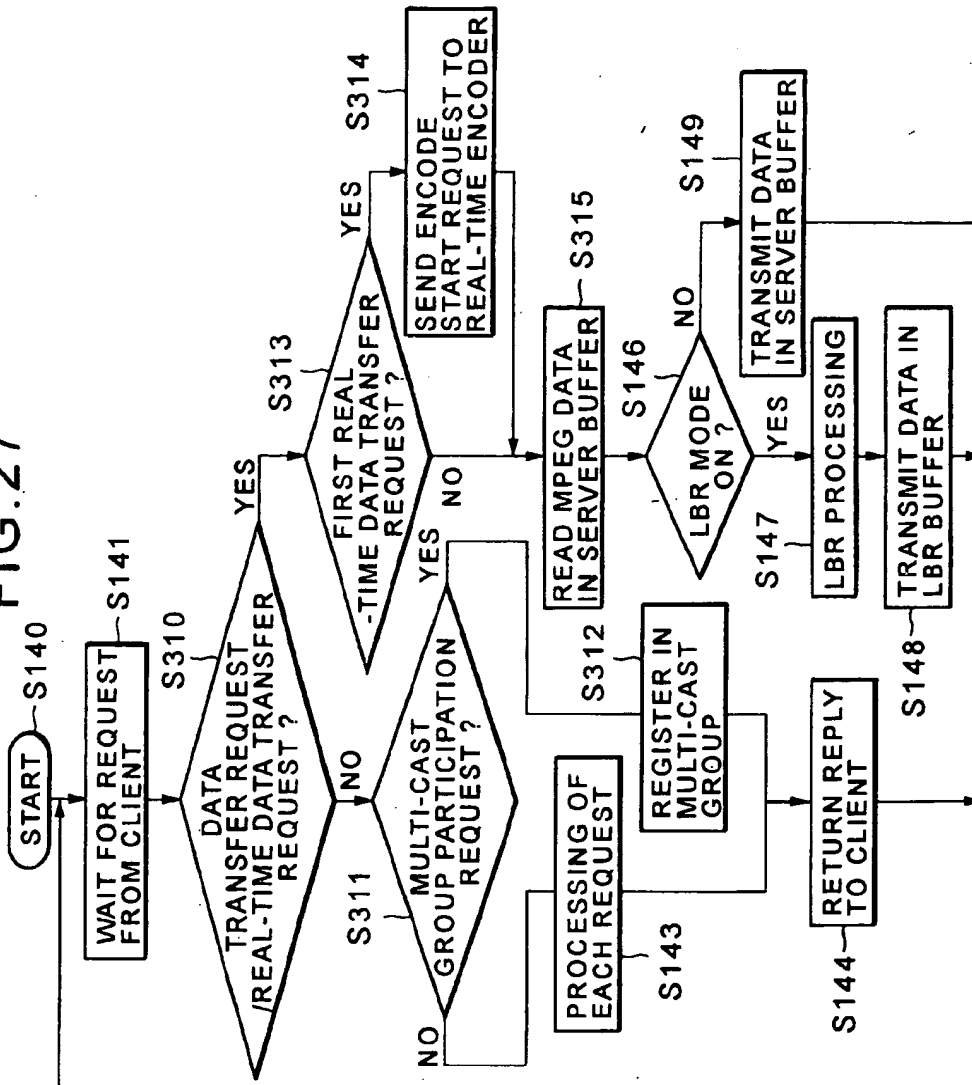 FIG.27
START
S140
WAIT FOR REQUEST
FROM CLIENT
S141
DATA
TRANSFER REQUEST
/REAL-TIME DATA TRANSFER
REQUEST ?
S310
YES
NO
FIRST REAL
-TIME DATA TRANSFER
REQUEST ?
S313
YES
NO
SEND ENCODE
START REQUEST TO
REAL-TIME ENCODER
S314
MULTI-CAST
GROUP PARTICIPATION
REQUEST ?
S311
YES
NO
READ MPEG DATA
IN SERVER BUFFER
S315
LBR MODE
ON ?
S146
NO
YES
TRANSMIT DATA
IN SERVER BUFFER
S149
PROCESSING OF
EACH REQUEST
S143
REGISTER IN
MULTI-CAST
GROUP
S312
LBR PROCESSING
S147
RETURN REPLY
TO CLIENT
S144
TRANSMIT DATA IN
LBR BUFFER
S148